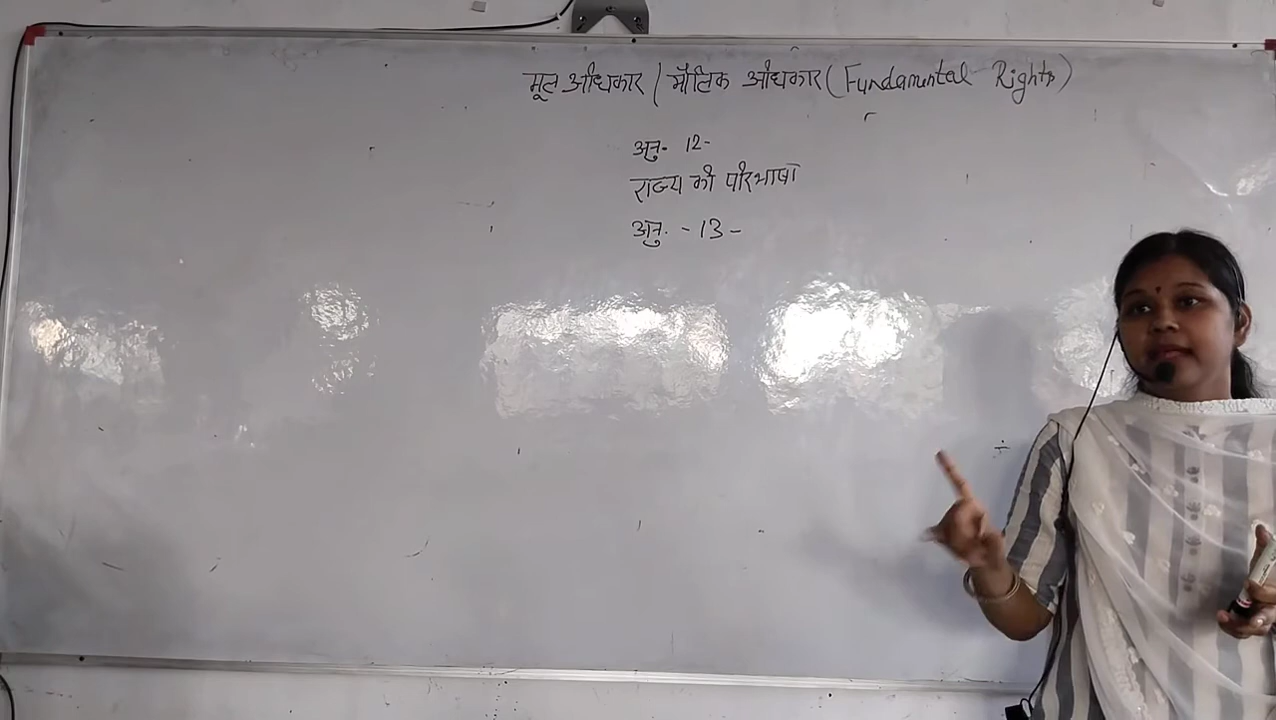 मूल अधिकार / मौलिक अधिकार (Fundamental Rights)
अनु. 12-
राज्य की परिभाषा
अनु. - 13 -